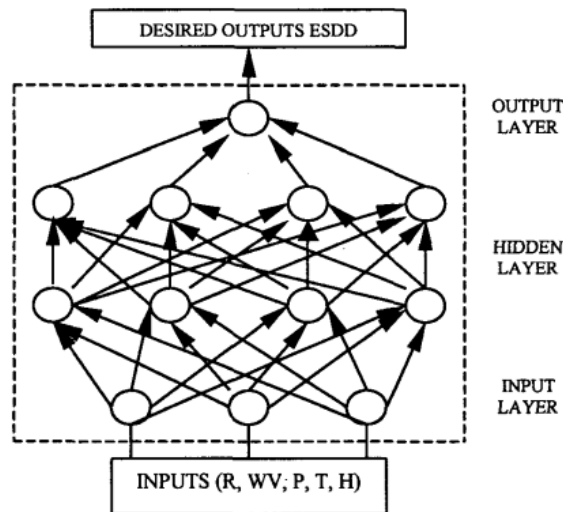 DESIRED OUTPUTS ESDD
OUTPUT
LAYER
HIDDEN
LAYER
INPUT
LAYER
INPUTS (R, WV; P, T, H)